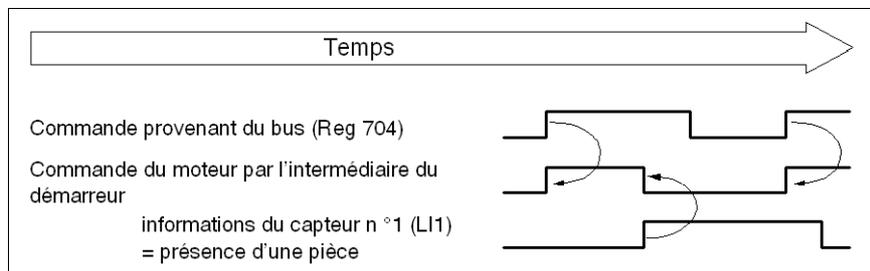 Temps
Commande provenant du bus (Reg 704)
Commande du moteur par l'intermédiaire du
démarreur
informations du capteur n °1 (LI1)
= présence d'une pièce